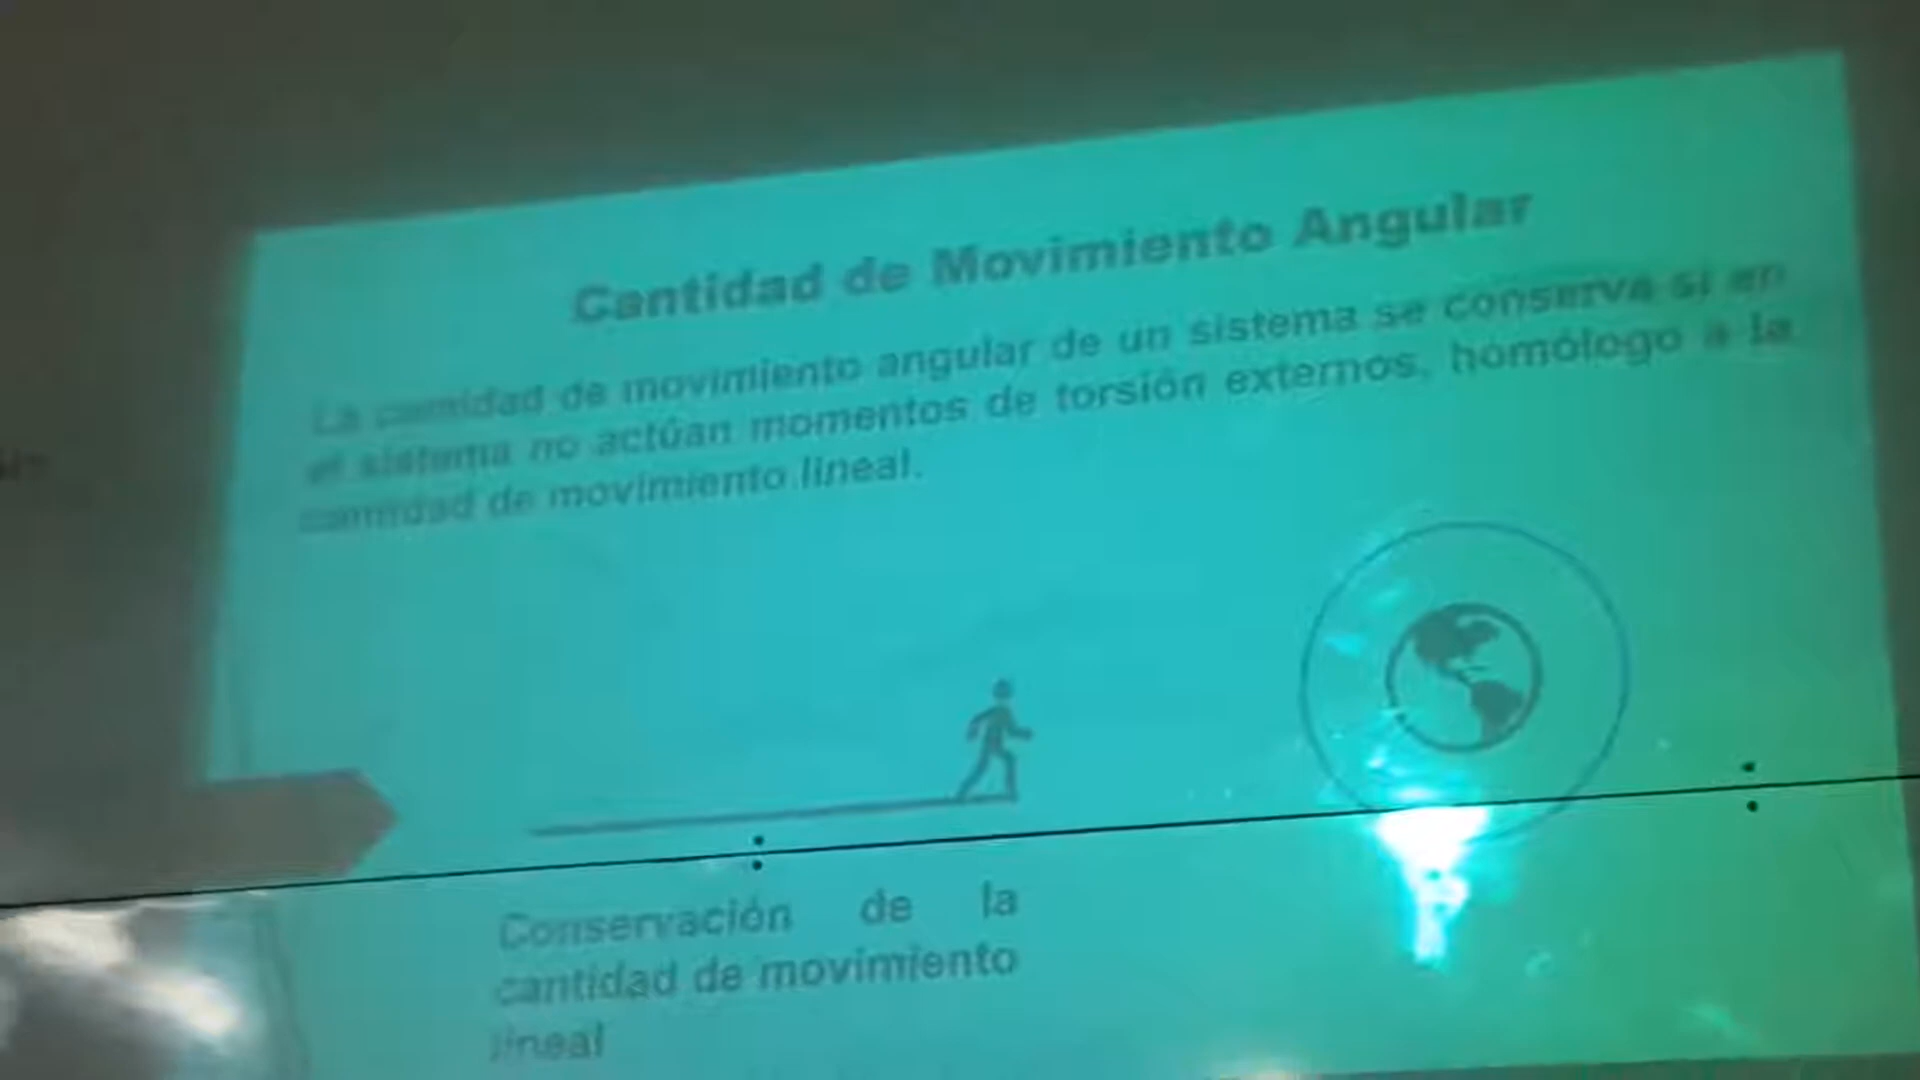 Cantidad de Movimiento Angular
La cantidad de movimiento angular de un sistema se conserva si en
el sistema no actúan momentos de torsión externos, homólogo a la
cantidad de movimiento lineal.
Conservación de la
cantidad de movimiento
lineal